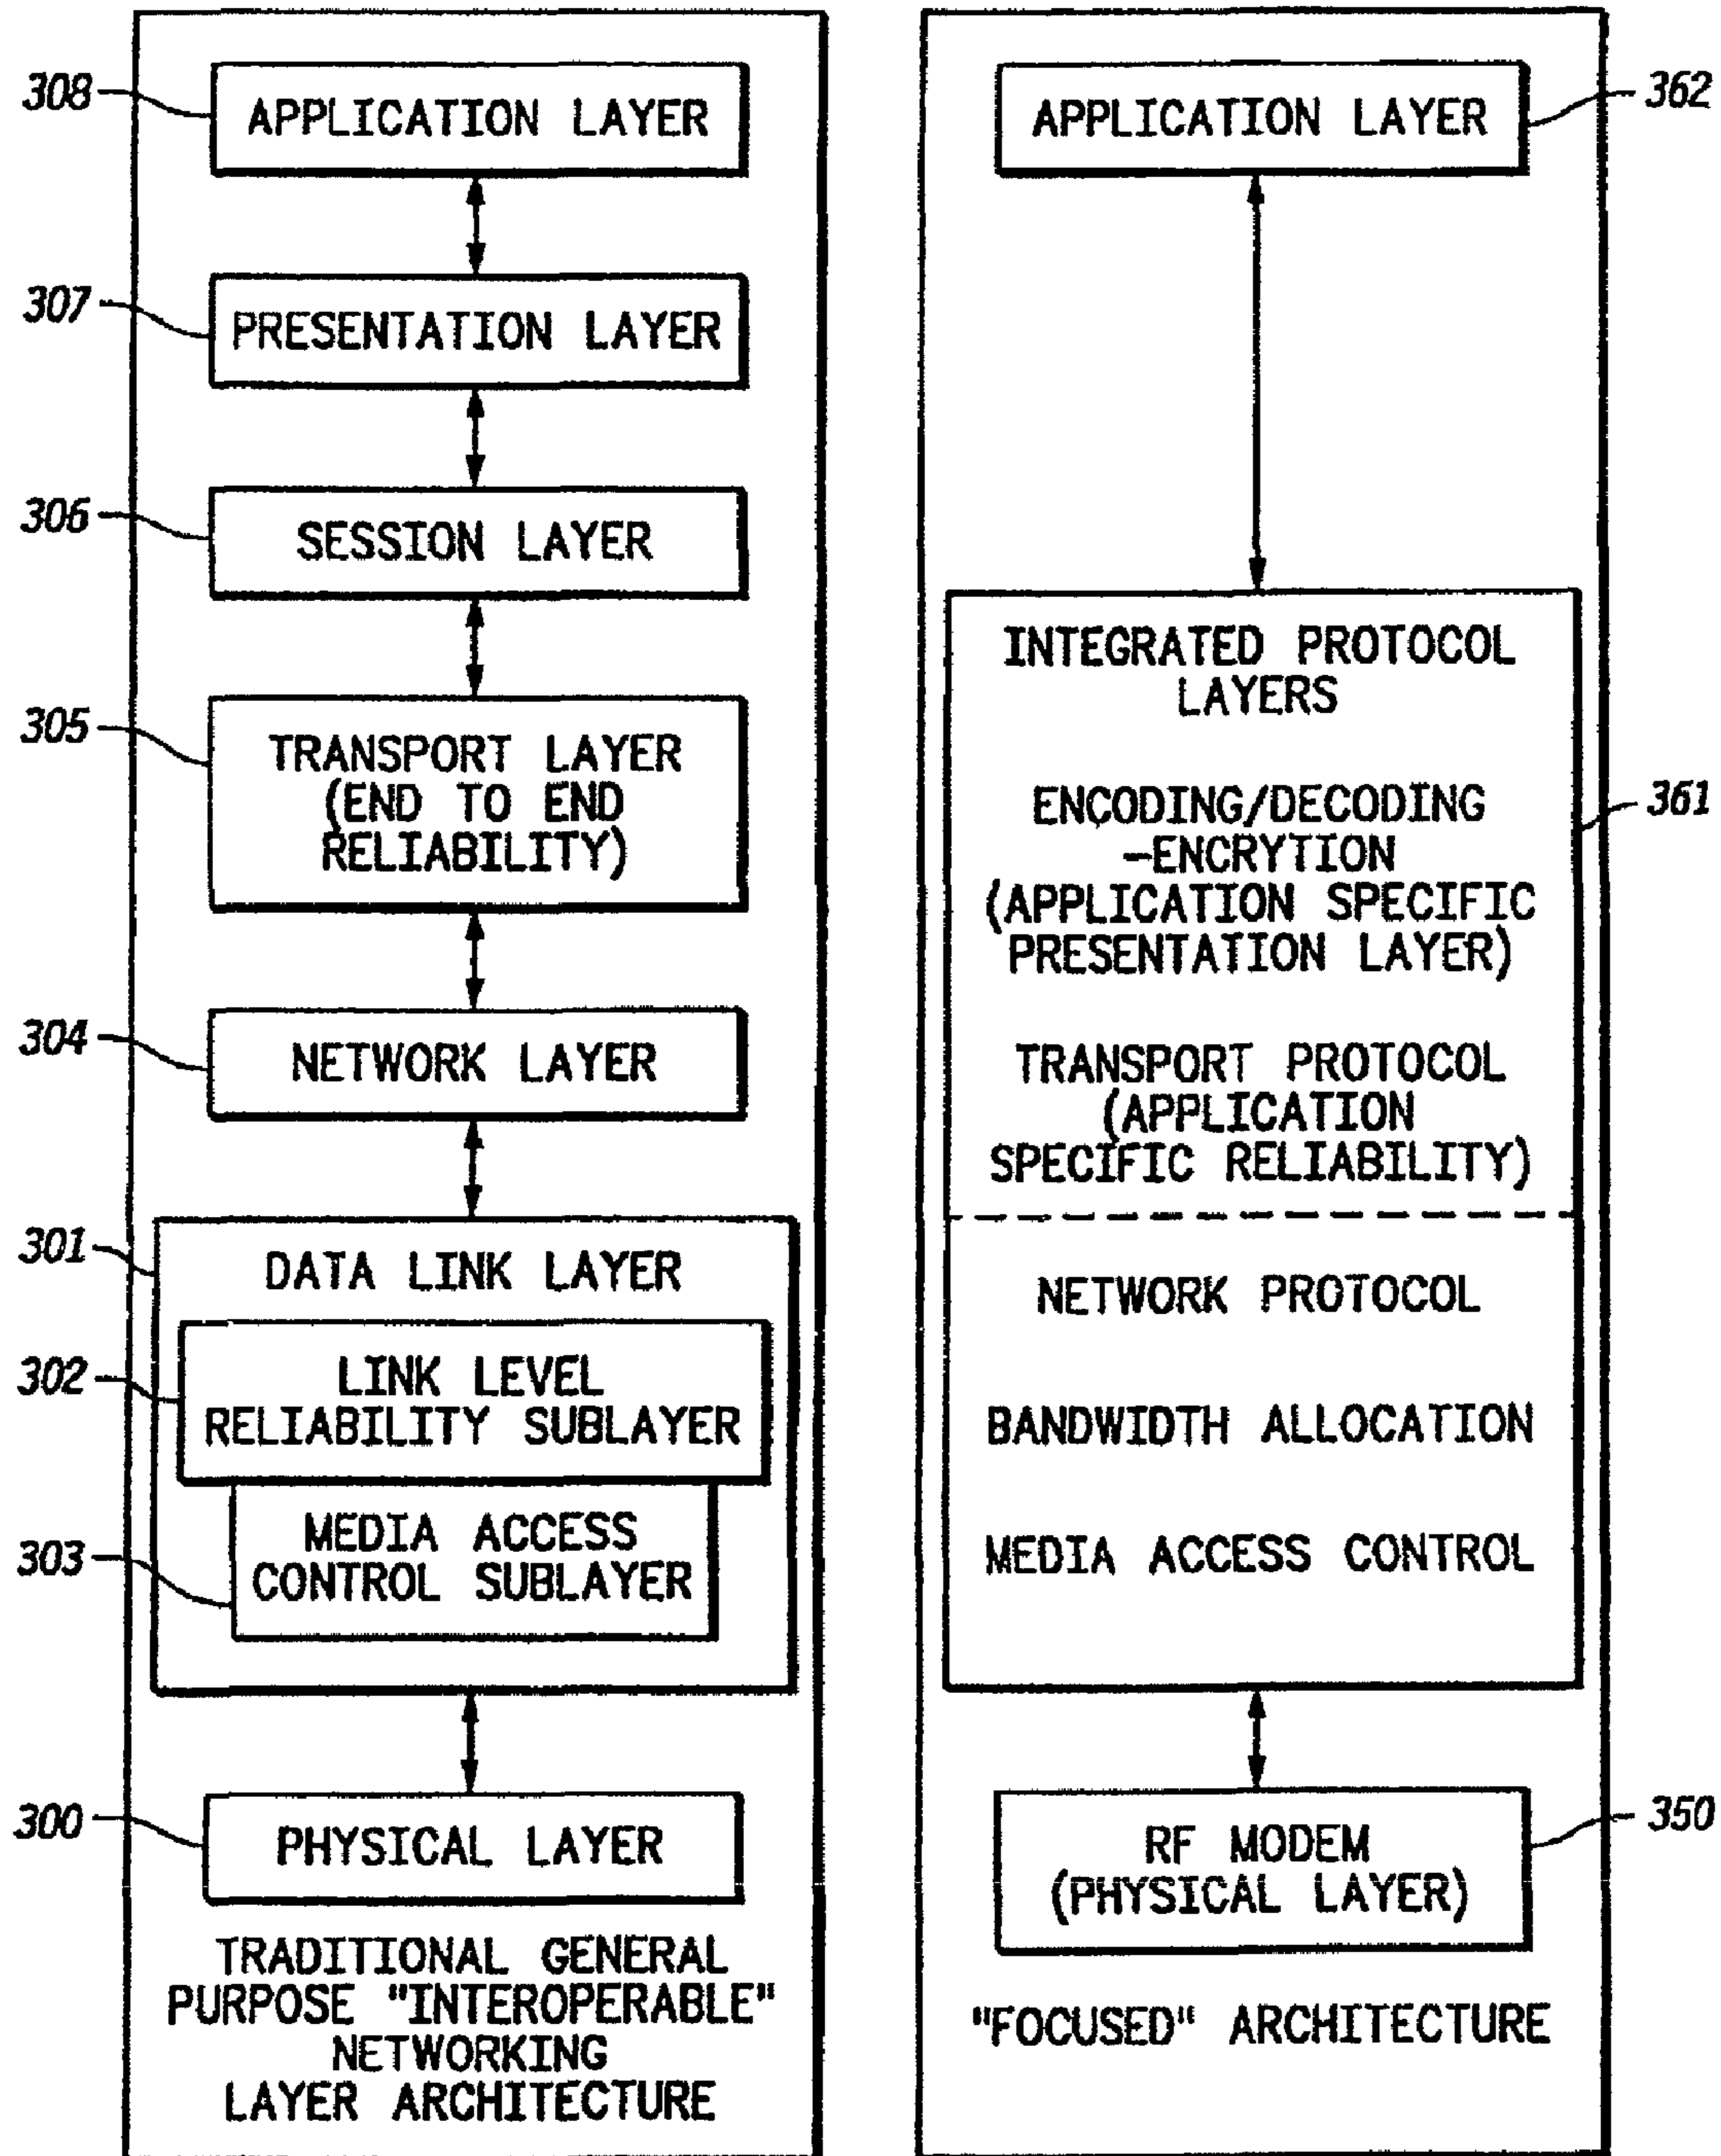 308
APPLICATION LAYER
307
PRESENTATION LAYER
306
SESSION LAYER
305
TRANSPORT LAYER
(END TO END
RELIABILITY)
304
NETWORK LAYER
301
DATA LINK LAYER
302
LINK LEVEL
RELIABILITY SUBLAYER
303
MEDIA ACCESS
CONTROL SUBLAYER
300
PHYSICAL LAYER
TRADITIONAL GENERAL
PURPOSE "INTEROPERABLE"
NETWORKING
LAYER ARCHITECTURE
APPLICATION LAYER
362
INTEGRATED PROTOCOL
LAYERS
ENCODING/DECODING
-ENCRYTION
(APPLICATION SPECIFIC
PRESENTATION LAYER)
361
TRANSPORT PROTOCOL
(APPLICATION
SPECIFIC RELIABILITY)
NETWORK PROTOCOL
BANDWIDTH ALLOCATION
MEDIA ACCESS CONTROL
RF MODEM
(PHYSICAL LAYER)
350
"FOCUSED" ARCHITECTURE